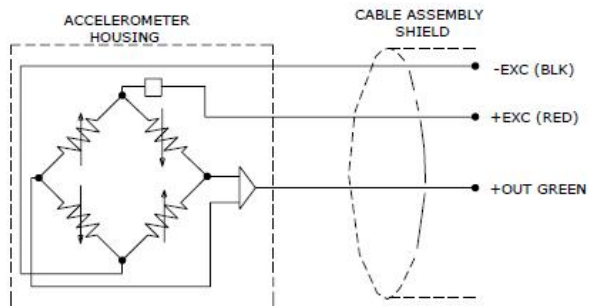 ACCELEROMETER
HOUSING
CABLE ASSEMBLY
SHIELD
-EXC (BLK)
+EXC (RED)
+OUT GREEN